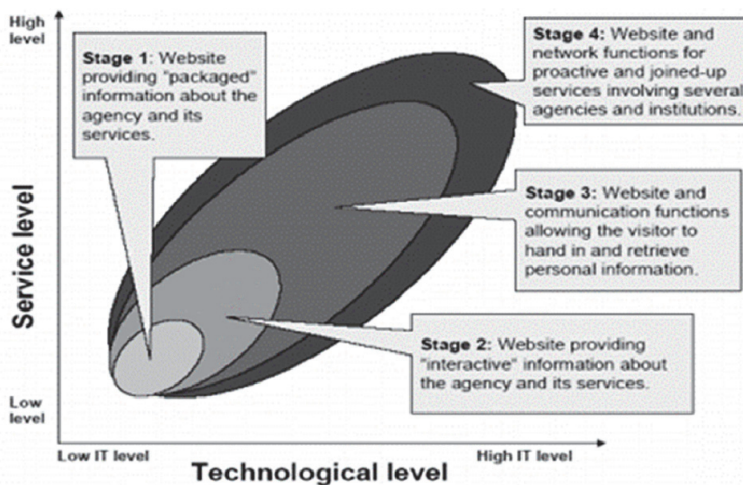 High
level
Stage 1: Website
providing "packaged"
information about the
agency and its
services.
Stage 4: Website and
network functions for
proactive and joined-up
services involving several
agencies and institutions.
Stage 3: Website and
communication functions
allowing the visitor to
hand in and retrieve
personal information.
Stage 2: Website providing
"interactive" information about
the agency and its services.
Service level
Low
level
Low IT level
High IT level
Technological level